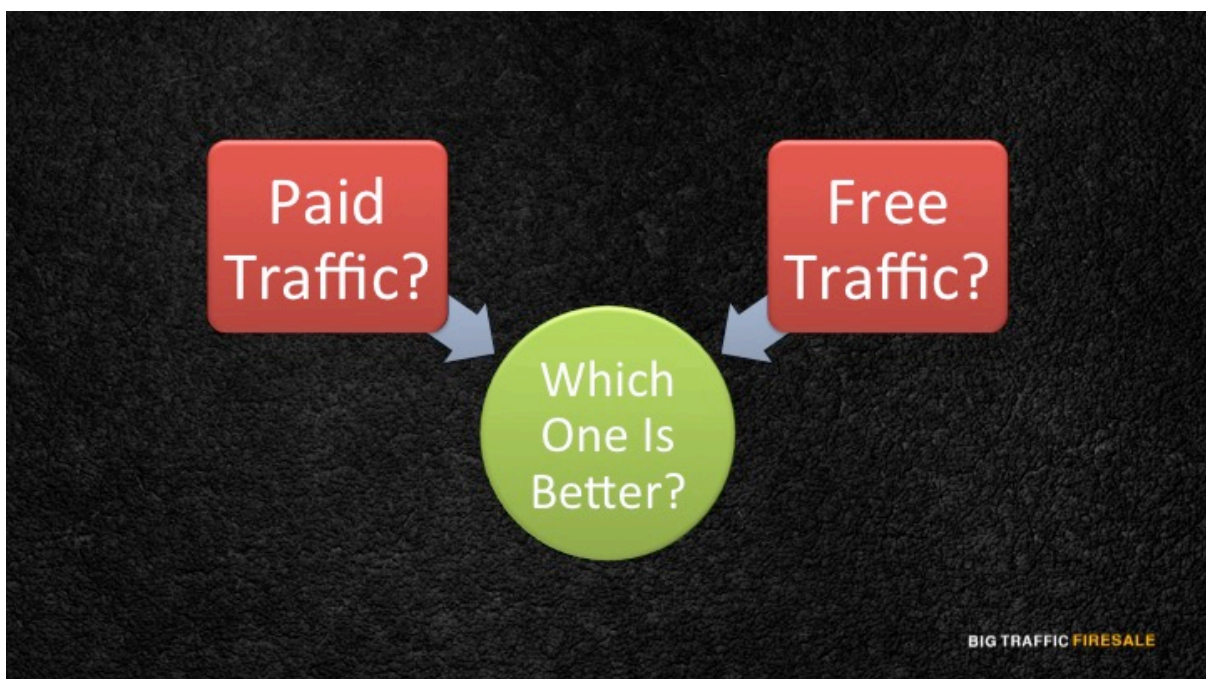 Paid
Traffic?
Free
Traffic?
Which
One Is
Better?
BIG TRAFFIC FIRESALE